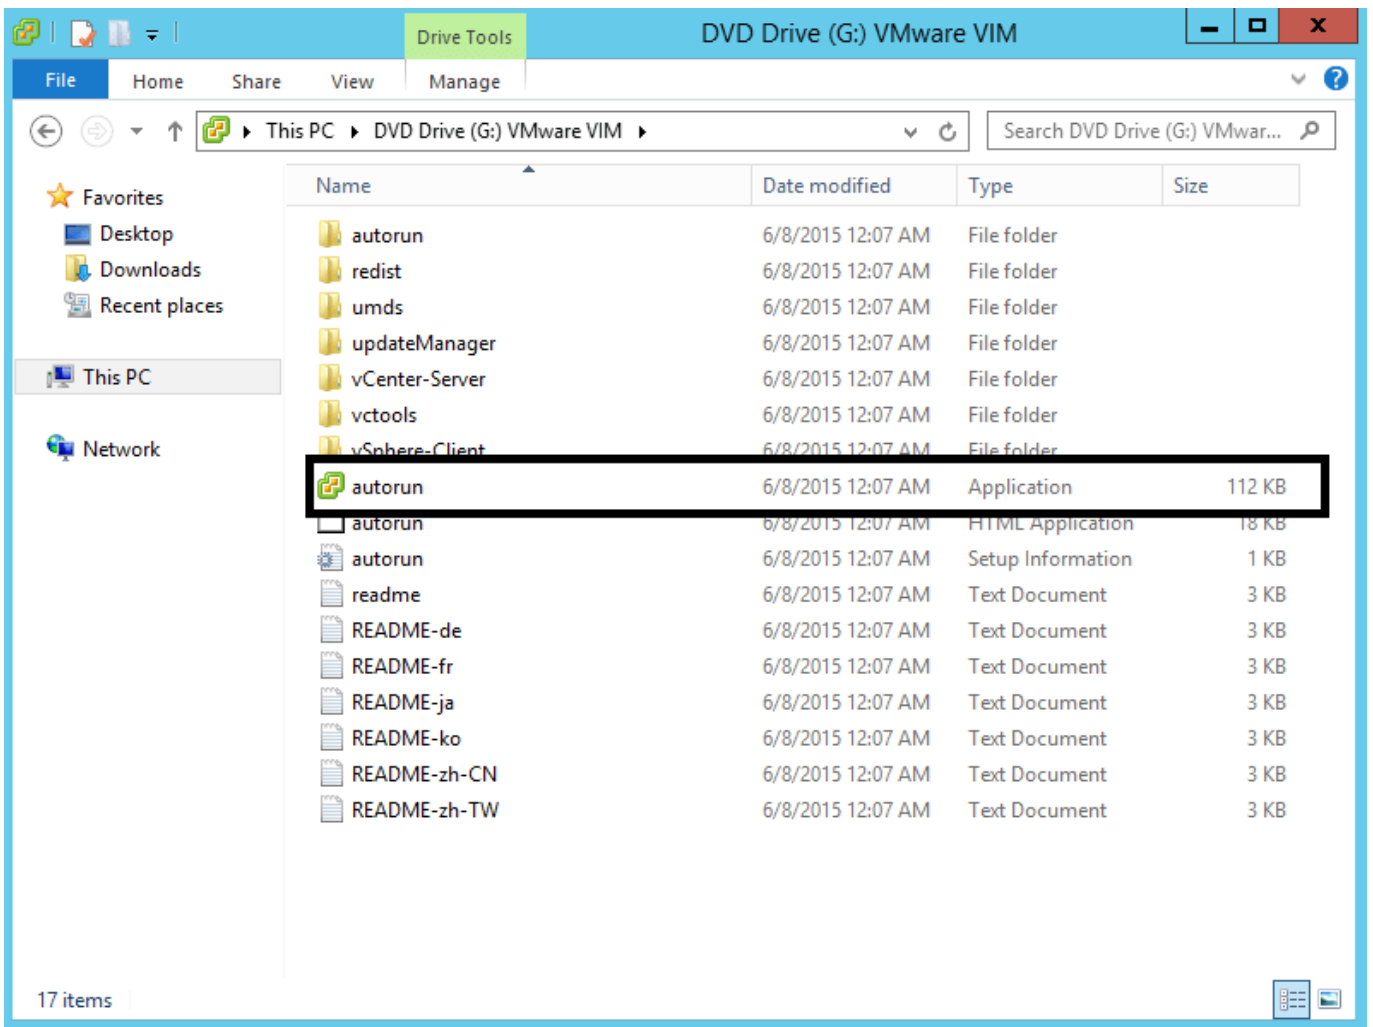 Drive Tools
DVD Drive (G:) VMware VIM
File Home Share View Manage
This PC DVD Drive (G:) VMware VIM
Search DVD Drive (G:) VMwar...
Favorites
Desktop
Downloads
Recent places
This PC
Network
Name Date modified Type Size
autorun 6/8/2015 12:07 AM File folder
redist 6/8/2015 12:07 AM File folder
umds 6/8/2015 12:07 AM File folder
updateManager 6/8/2015 12:07 AM File folder
vCenter-Server 6/8/2015 12:07 AM File folder
vctools 6/8/2015 12:07 AM File folder
vSphere-Client 6/8/2015 12:07 AM File folder
autorun 6/8/2015 12:07 AM Application 112 KB
autorun 6/8/2015 12:07 AM HTML Application 18 KB
autorun 6/8/2015 12:07 AM Setup Information 1 KB
readme 6/8/2015 12:07 AM Text Document 3 KB
README-de 6/8/2015 12:07 AM Text Document 3 KB
README-fr 6/8/2015 12:07 AM Text Document 3 KB
README-ja 6/8/2015 12:07 AM Text Document 3 KB
README-ko 6/8/2015 12:07 AM Text Document 3 KB
README-zh-CN 6/8/2015 12:07 AM Text Document 3 KB
README-zh-TW 6/8/2015 12:07 AM Text Document 3 KB
17 items